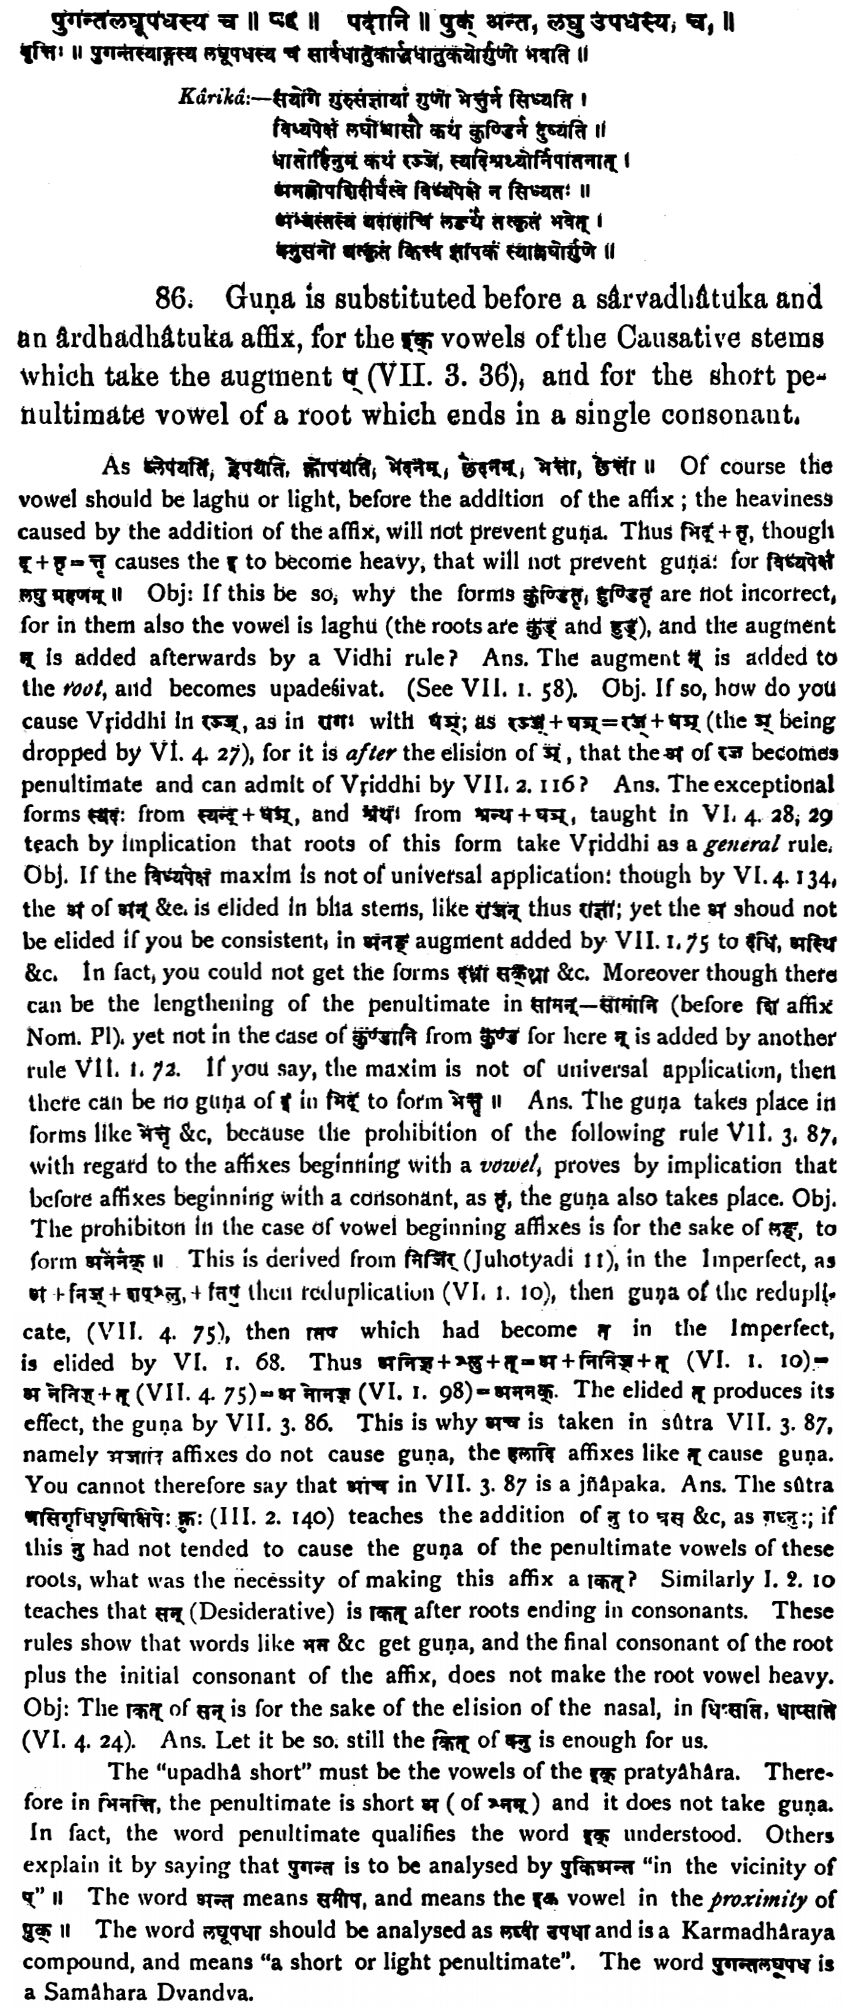 पुगन्तलघूपधस्य च ॥ ८६ ॥ पदानि ॥ पुक् अन्त, लघु उपधस्य, च, ॥
वृत्तिः ॥ पुगन्तस्याङ्गस्य लघूपधस्य च सार्वधातुकार्द्धधातुकयोर्गुणो भवति ॥
Kârikâ:—संयोगे गुरुसंज्ञायां गुणो भेत्तुर्न सिध्यति ।
विध्यपेक्षं लघोश्चासौ कथं कुण्डिर्न दुष्यति ॥
धातोर्हिनुमः कथं रञ्जेः, स्यन्दिश्रन्थ्योर्निपातनात् ।
अनङ्लोपशिदीर्घत्वे विध्यपेक्षे न सिध्यतः ॥
अभ्यस्तस्य यदाहाचि लङर्थं तत्कृतं भवेत् ।
क्नुसनो यत्कृतं कित्त्वं ज्ञापकं स्याल्लघोर्गुणे ॥
86. Guṇa is substituted before a sârvadhâtuka and
an ârdhadhâtuka affix, for the इक् vowels of the Causative stems
which take the augment प् (VII. 3. 36), and for the short pe-
nultimate vowel of a root which ends in a single consonant.
As ब्लेपयति, ह्रेपयति, क्नोपयति, भेदनम्, छेदनम्, भेत्ता, छेत्ता ॥ Of course the
vowel should be laghu or light, before the addition of the affix ; the heaviness
caused by the addition of the affix, will not prevent guṇa. Thus भिद् + तृ, though
द् + तृ = त्तृ causes the इ to become heavy, that will not prevent guṇa: for विध्यपेक्षं
लघु ग्रहणम् ॥ Obj: If this be so, why the forms कुण्डितृ, हुण्डितृ are not incorrect,
for in them also the vowel is laghu (the roots are कुड् and हुड्), and the augment
म् is added afterwards by a Vidhi rule? Ans. The augment म् is added to
the root, and becomes upadeśivat. (See VII. 1. 58). Obj. If so, how do you
cause Vṛiddhi in रञ्ज्, as in रागः with घञ्; as रञ्ज् + घञ् = रज् + घञ् (the ञ् being
dropped by VI. 4. 27), for it is after the elision of ञ्, that the अ of रज becomes
penultimate and can admit of Vṛiddhi by VII. 2. 116? Ans. The exceptional
forms स्यदः from स्यन्द् + घञ्, and श्रथः from श्रन्थ + घञ्, taught in VI. 4. 28, 29
teach by implication that roots of this form take Vṛiddhi as a general rule.
Obj. If the विध्यपेक्षं maxim is not of universal application: though by VI. 4. 134,
the अ of अन् &c. is elided in bha stems, like राजन् thus राज्ञा; yet the अ shoud not
be elided if you be consistent, in अनङ् augment added by VII. 1. 75 to दधि, अस्थि
&c. In fact, you could not get the forms दध्ना सक्थ्ना &c. Moreover though there
can be the lengthening of the penultimate in सामन्—सामानि (before शि affix
Nom. Pl). yet not in the case of कुण्डानि from कुण्ड for here न् is added by another
rule VII. 1. 72. If you say, the maxim is not of universal application, then
there can be no guṇa of इ in भिद् to form भेत्तृ ॥ Ans. The guṇa takes place in
forms like भेत्तृ &c, because the prohibition of the following rule VII. 3. 87,
with regard to the affixes beginning with a vowel, proves by implication that
before affixes beginning with a consonant, as तृ, the guṇa also takes place. Obj.
The prohibiton in the case of vowel beginning affixes is for the sake of लङ्, to
form अनेनेक् ॥ This is derived from निजिर् (Juhotyadi 11), in the Imperfect, as
अ + निज् + शप्श्लु, + तिप् then reduplication (VI. 1. 10), then guṇa of the redupli-
cate, (VII. 4. 75), then तिप which had become त in the Imperfect,
is elided by VI. 1. 68. Thus अनिज् + श्लु + त् = अ + निनिज् + त् (VI. 1. 10) =
अ नेनिज् + त् (VII. 4. 75) = अ नेनिज् (VI. 1. 98) = अनेनेक्. The elided त् produces its
effect, the guṇa by VII. 3. 86. This is why अच is taken in sûtra VII. 3. 87,
namely अजादि affixes do not cause guṇa, the हलादि affixes like त् cause guṇa.
You cannot therefore say that अचि in VII. 3. 87 is a jñâpaka. Ans. The sûtra
त्रसिगृधिधृषिक्षिपेः क्नुः (III. 2. 140) teaches the addition of नु to त्रस &c, as गृध्नुः; if
this नु had not tended to cause the guṇa of the penultimate vowels of these
roots, what was the necessity of making this affix a कित्? Similarly I. 2. 10
teaches that सन् (Desiderative) is कित् after roots ending in consonants. These
rules show that words like भेत्तृ &c get guṇa, and the final consonant of the root
plus the initial consonant of the affix, does not make the root vowel heavy.
Obj: The कित् of सन् is for the sake of the elision of the nasal, in धिप्सति, धीप्सति
(VI. 4. 24). Ans. Let it be so. still the कित् of क्नु is enough for us.
The "upadhâ short" must be the vowels of the इक् pratyâhâra. There-
fore in भिनत्ति, the penultimate is short अ ( of श्नम् ) and it does not take guṇa.
In fact, the word penultimate qualifies the word इक् understood. Others
explain it by saying that पुगन्त is to be analysed by पुकिअन्त "in the vicinity of
प्" ॥ The word अन्त means समीप, and means the इक vowel in the proximity of
पुक् ॥ The word लघूपधा should be analysed as लघ्वी उपधा and is a Karmadhâraya
compound, and means "a short or light penultimate". The word पुगन्तलघूपध is
a Samâhara Dvandva.